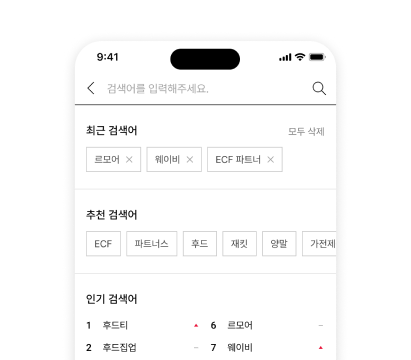 9:41
검색어를 입력해주세요.
최근 검색어 모두 삭제
르모어 웨이비 ECF 파트너
추천 검색어
ECF 파트너스 후드 재킷 양말 가전제
인기 검색어
1 후드티 6 르모어
2 후드집업 7 웨이비